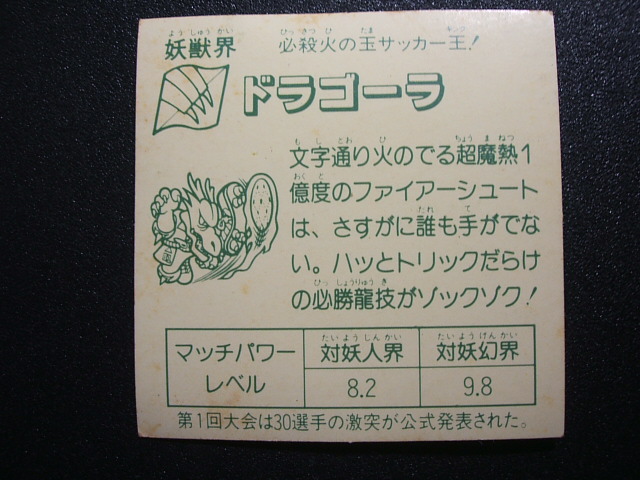 妖獣界 必殺火の玉サッカー王!
ドラゴーラ
文字通り火のでる超魔熱1
億度のファイアーシュート
は、さすがに誰も手がでな
い。ハッとトリックだらけ
の必勝龍技がゾックゾク!
マッチパワーレベル 対妖人界 対妖幻界
8.2 9.8
第1回大会は30選手の激突が公式発表された。